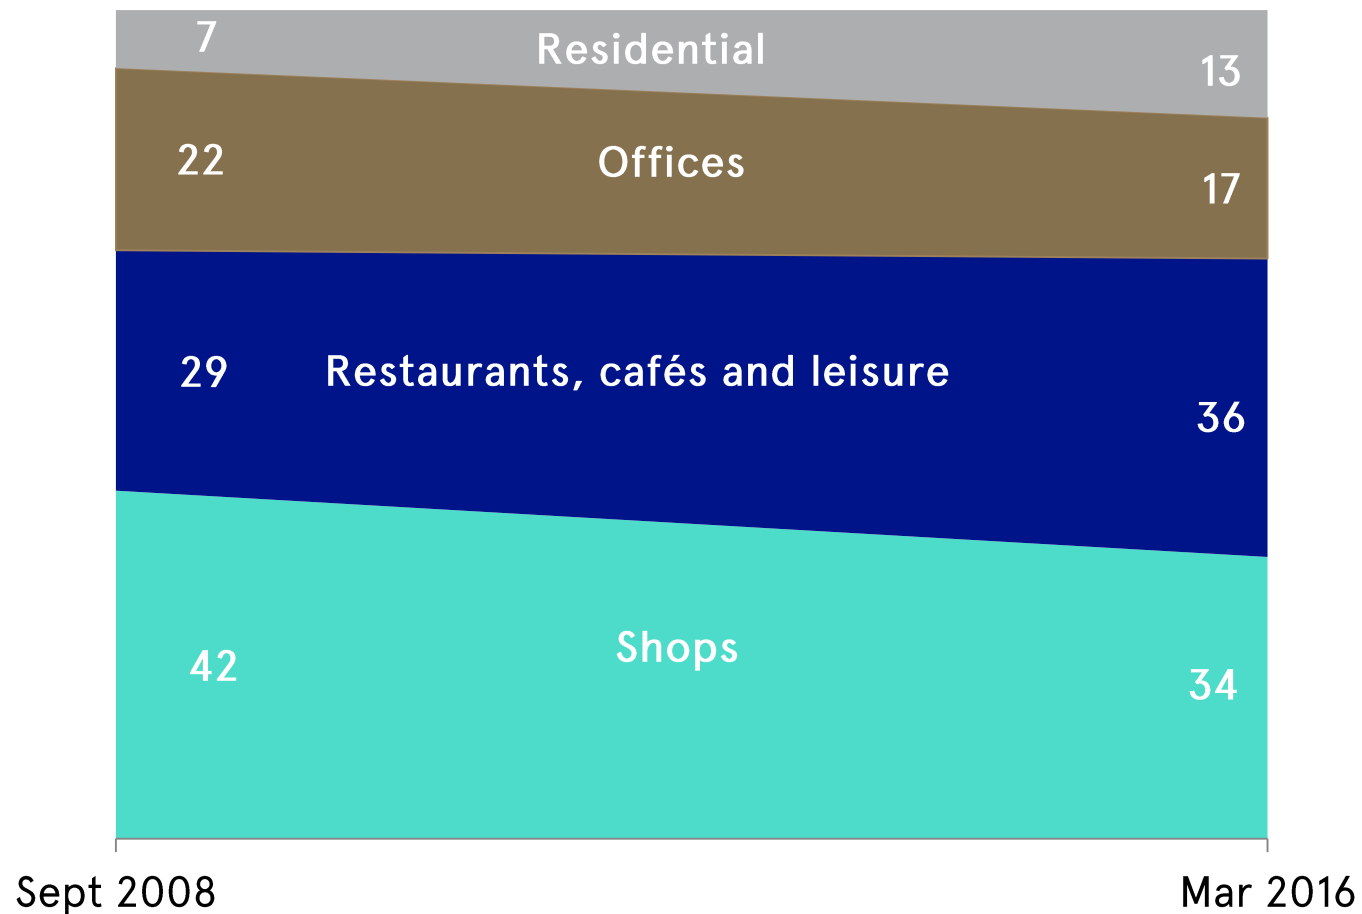 7
Residential
13
22
Offices
17
29
Restaurants, cafés and leisure
36
42
Shops
34
Sept 2008
Mar 2016